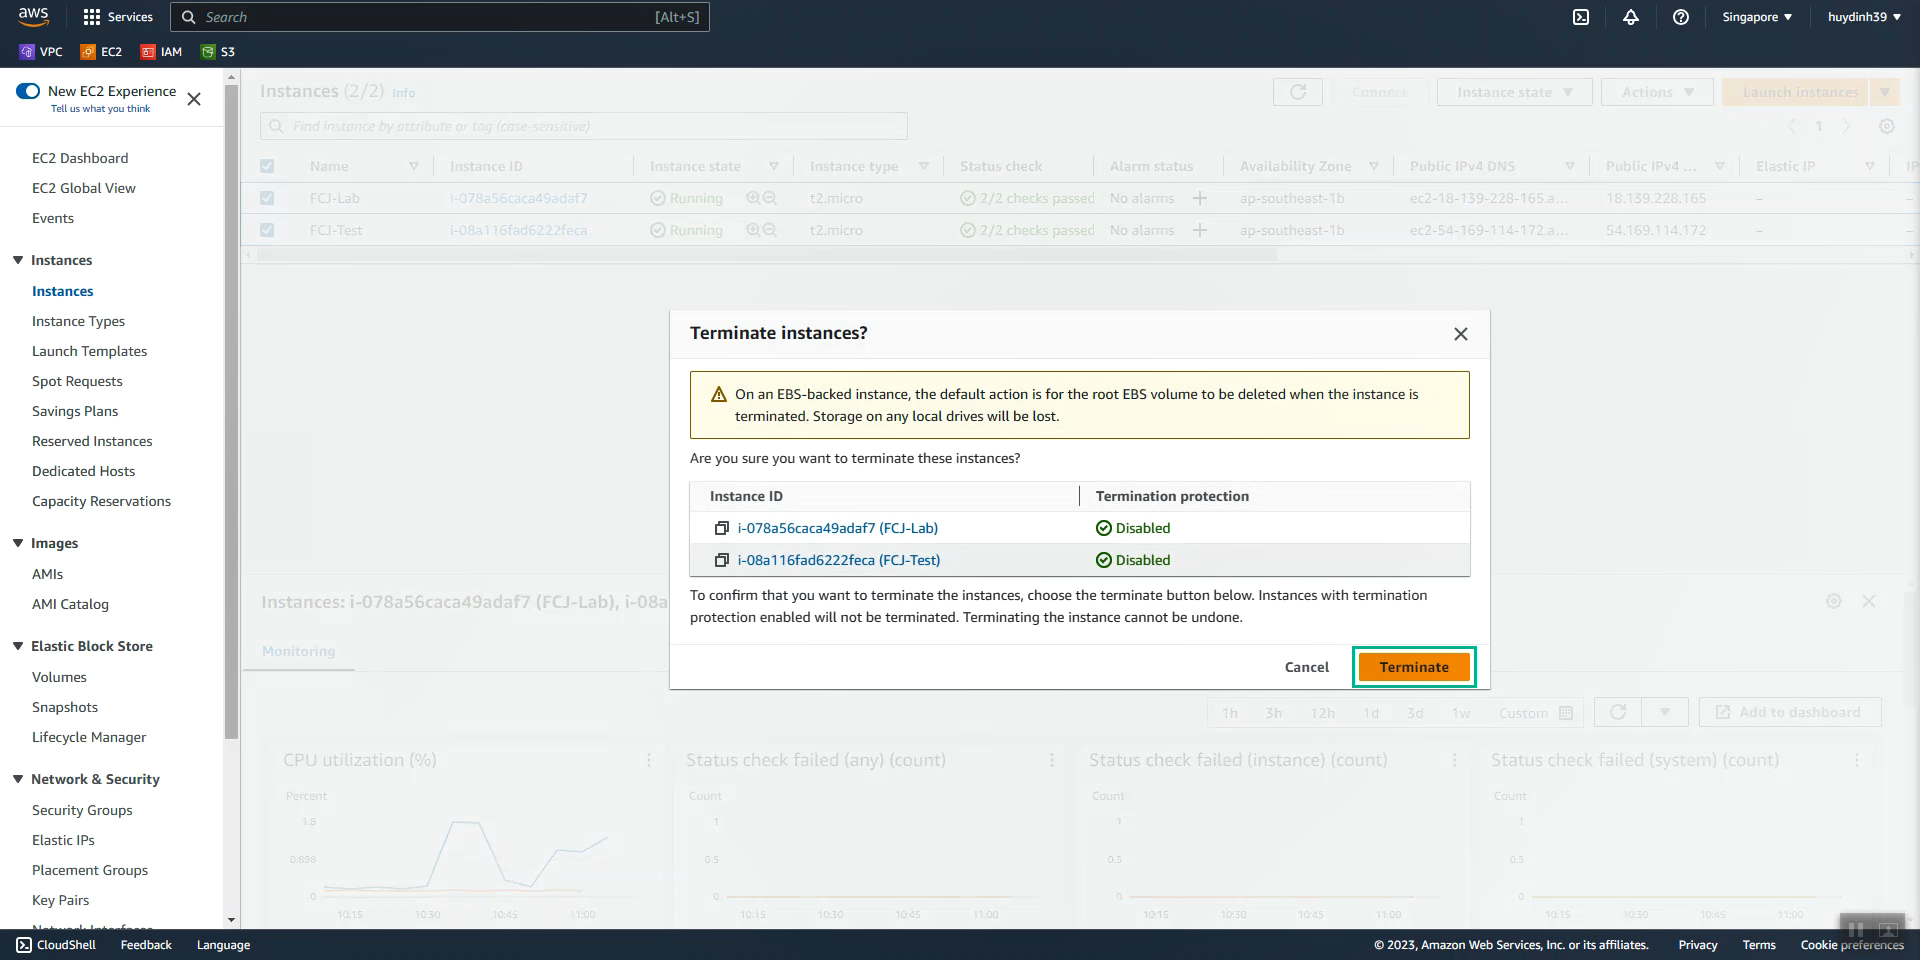 aws
Services
Search
[Alt+S]
Singapore
huydinh39
VPC
EC2
IAM
S3
New EC2 Experience
Tell us what you think
EC2 Dashboard
EC2 Global View
Events
Instances
Instances
Instance Types
Launch Templates
Spot Requests
Savings Plans
Reserved Instances
Dedicated Hosts
Capacity Reservations
Images
AMIs
AMI Catalog
Elastic Block Store
Volumes
Snapshots
Lifecycle Manager
Network & Security
Security Groups
Elastic IPs
Placement Groups
Key Pairs
Network Interfaces
Instances (2/2) Info
Connect
Instance state
Actions
Launch instances
Find instance by attribute or tag (case-sensitive)
1
Name Instance ID Instance state Instance type Status check Alarm status Availability Zone Public IPv4 DNS Public IPv4 ... Elastic IP IP
FCJ-Lab i-078a56caca49adaf7 Running t2.micro 2/2 checks passed No alarms + ap-southeast-1b ec2-18-139-228-165.a... 18.139.228.165 – –
FCJ-Test i-08a116fad6222feca Running t2.micro 2/2 checks passed No alarms + ap-southeast-1b ec2-54-169-114-172.a... 54.169.114.172 – –
Terminate instances?
On an EBS-backed instance, the default action is for the root EBS volume to be deleted when the instance is
terminated. Storage on any local drives will be lost.
Are you sure you want to terminate these instances?
Instance ID Termination protection
i-078a56caca49adaf7 (FCJ-Lab) Disabled
i-08a116fad6222feca (FCJ-Test) Disabled
To confirm that you want to terminate the instances, choose the terminate button below. Instances with termination
protection enabled will not be terminated. Terminating the instance cannot be undone.
Cancel
Terminate
Instances: i-078a56caca49adaf7 (FCJ-Lab), i-08a
Monitoring
1h 3h 12h 1d 3d 1w Custom
Add to dashboard
CPU utilization (%)
Percent
1.8
0.898
0
10:15 10:30 10:45 11:00
Status check failed (any) (count)
Count
1
0.5
0
10:15 10:30 10:45 11:00
Status check failed (instance) (count)
Count
1
0.5
0
10:15 10:30 10:45 11:00
Status check failed (system) (count)
Count
1
0.5
0
10:15 10:30 10:45 11:00
CloudShell
Feedback
Language
© 2023, Amazon Web Services, Inc. or its affiliates.
Privacy
Terms
Cookie preferences